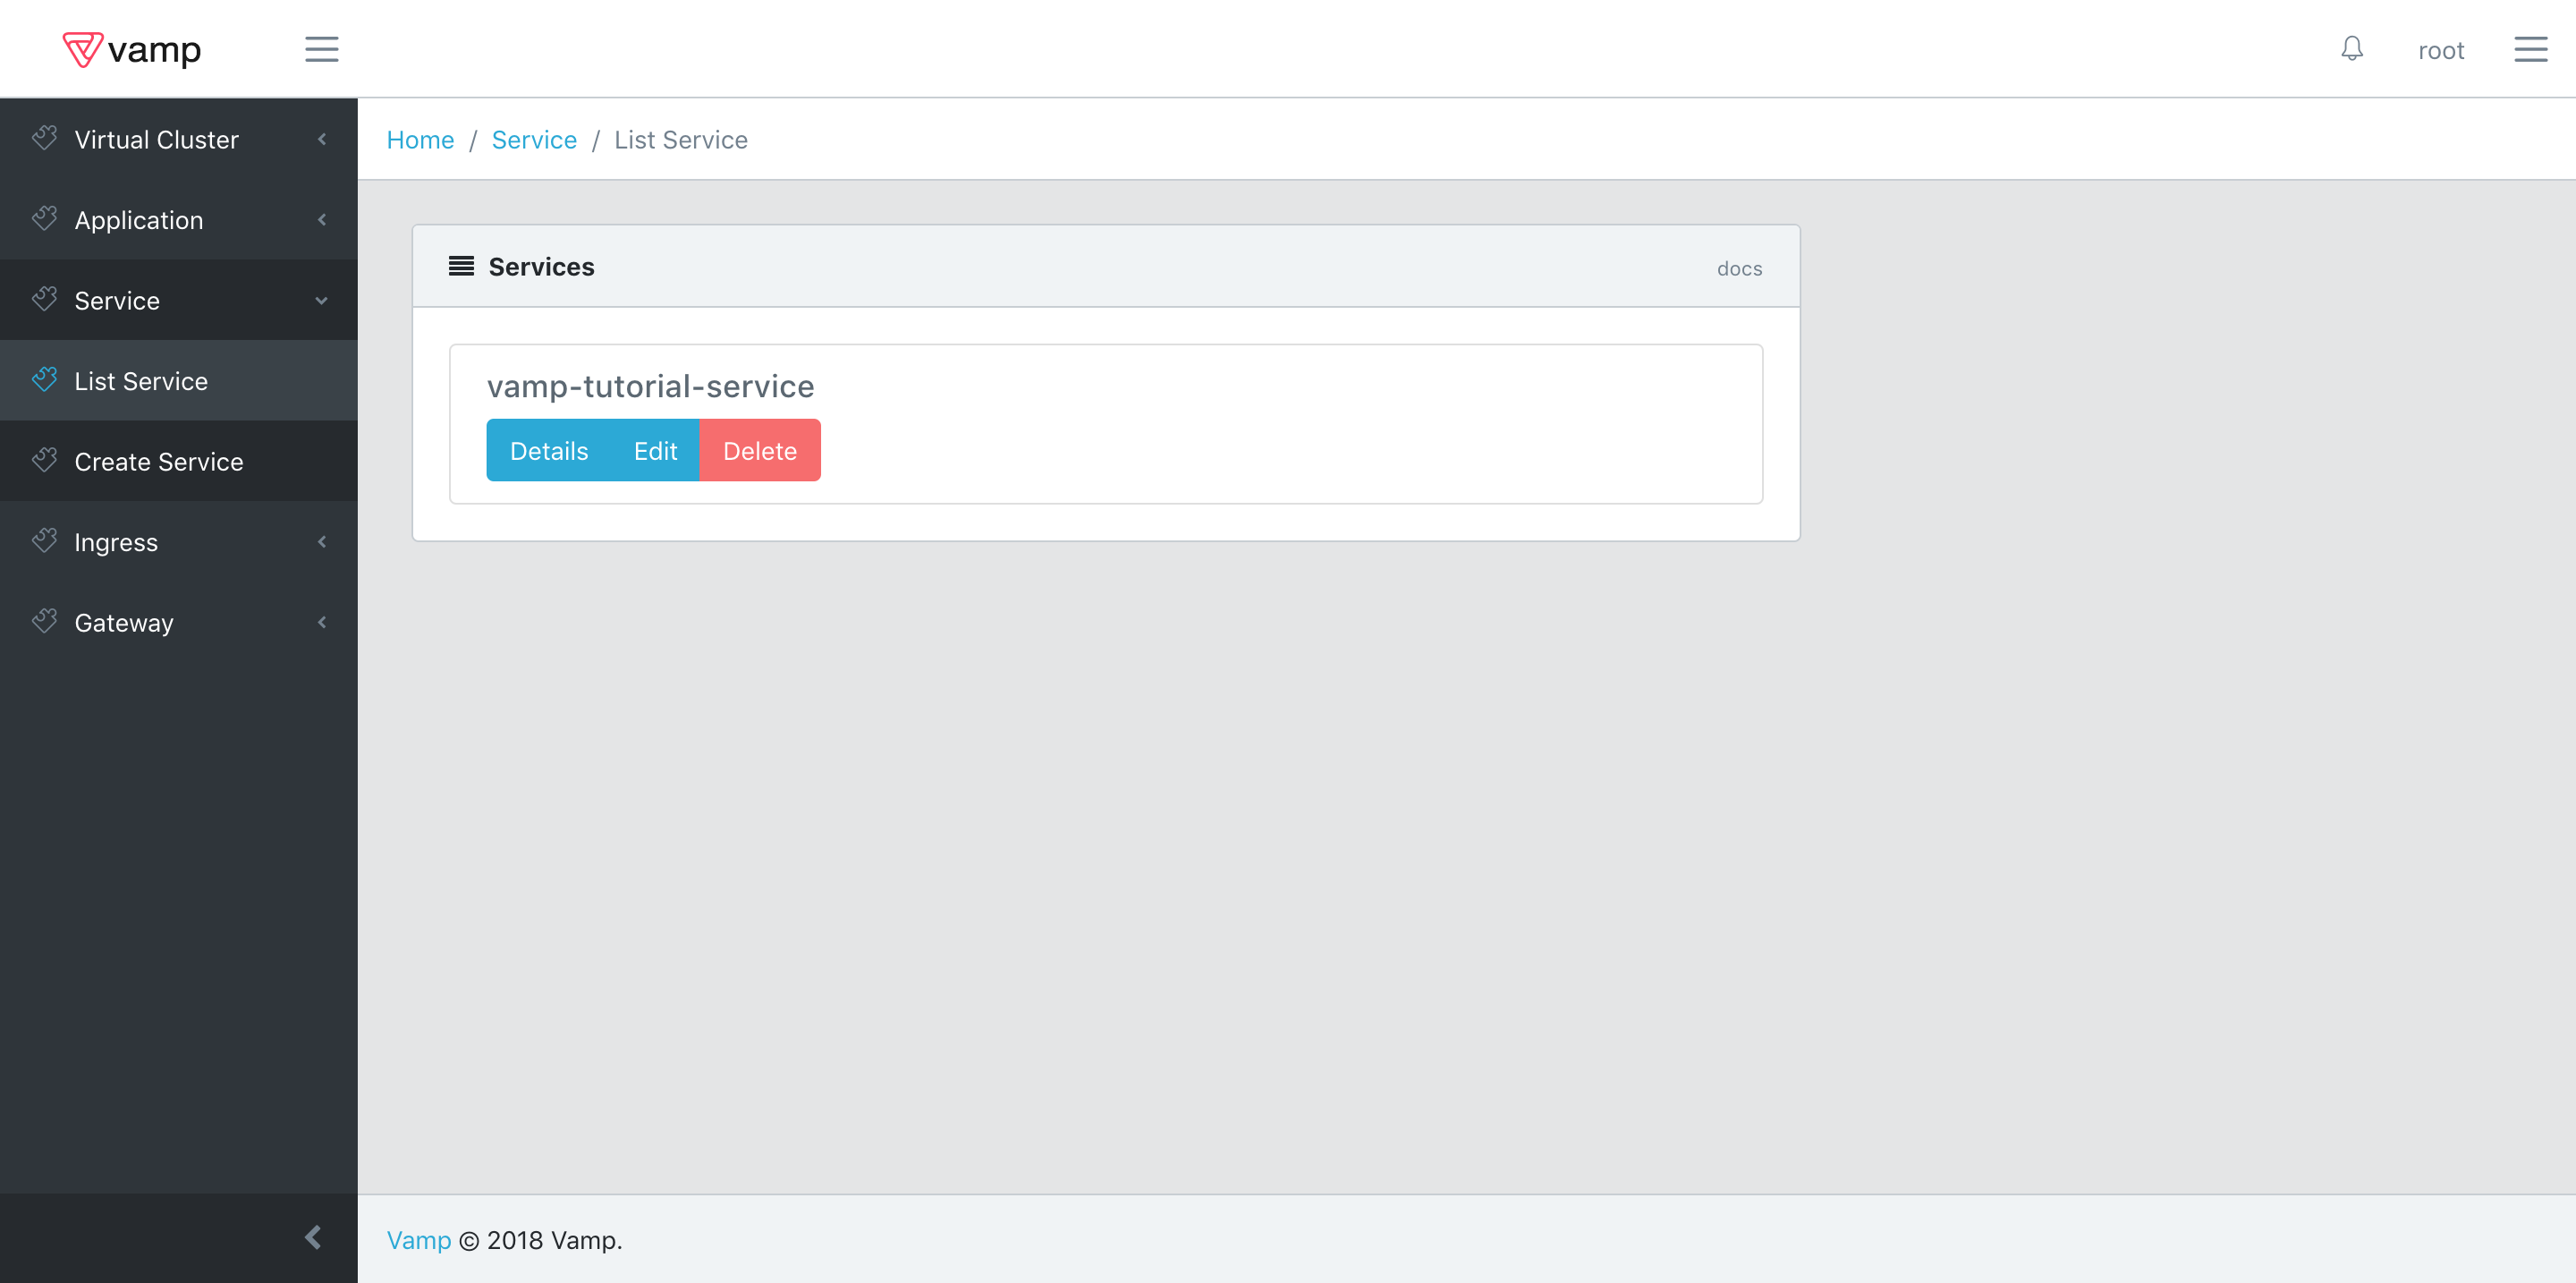 vamp
root
Virtual Cluster
Application
Service
List Service
Create Service
Ingress
Gateway
Home / Service / List Service
Services
docs
vamp-tutorial-service
Details Edit Delete
Vamp © 2018 Vamp.